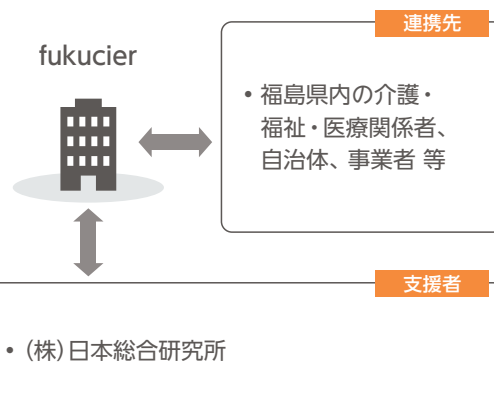 連携先
fukucier
• 福島県内の介護・
福祉・医療関係者、
自治体、事業者 等
支援者
• (株)日本総合研究所